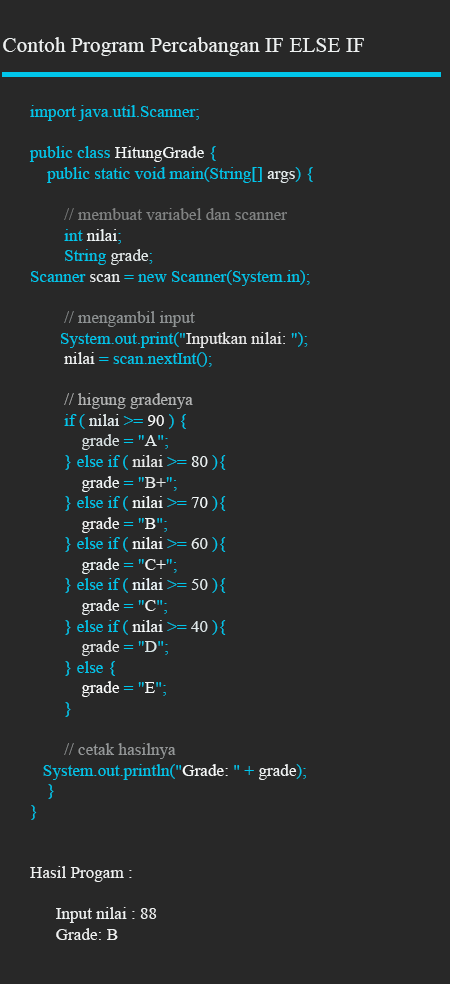 Contoh Program Percabangan IF ELSE IF
import java.util.Scanner;
public class HitungGrade {
public static void main(String[] args) {
// membuat variabel dan scanner
int nilai;
String grade;
Scanner scan = new Scanner(System.in);
// mengambil input
System.out.print("Inputkan nilai: ");
nilai = scan.nextInt();
// higung gradenya
if ( nilai >= 90 ) {
grade = "A";
} else if ( nilai >= 80 ){
grade = "B+";
} else if ( nilai >= 70 ){
grade = "B";
} else if ( nilai >= 60 ){
grade = "C+";
} else if ( nilai >= 50 ){
grade = "C";
} else if ( nilai >= 40 ){
grade = "D";
} else {
grade = "E";
}
// cetak hasilnya
System.out.println("Grade: " + grade);
}
}
Hasil Progam :
Input nilai : 88
Grade: B